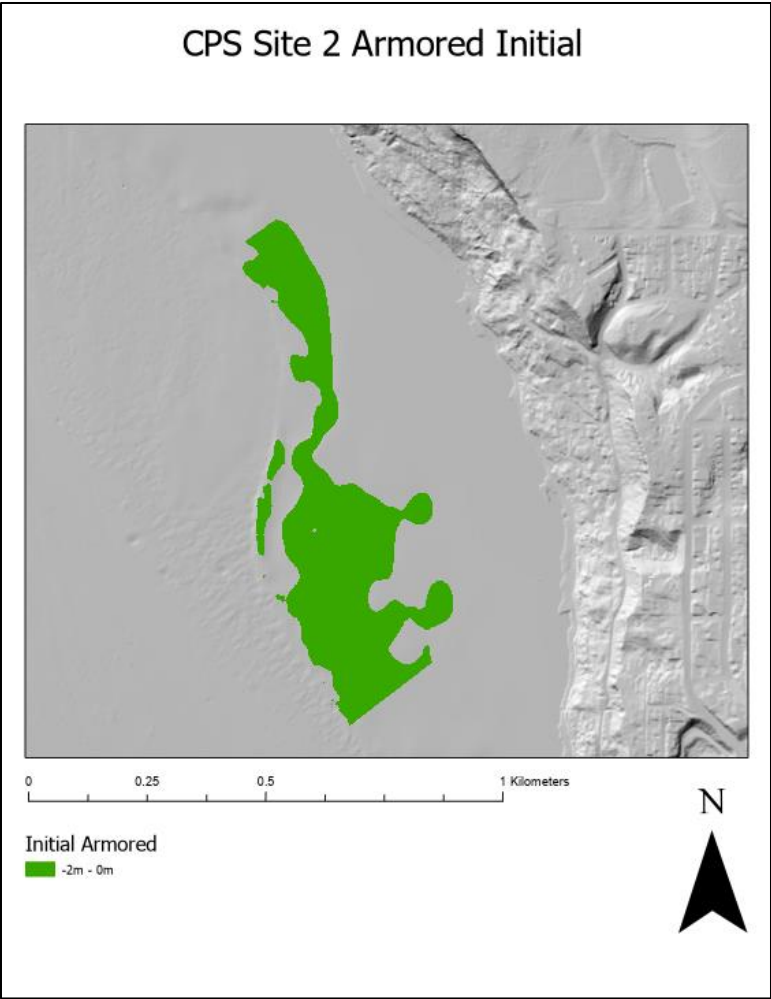 CPS Site 2 Armored Initial
0 0.25 0.5 1 Kilometers
N
Initial Armored
-2m - 0m